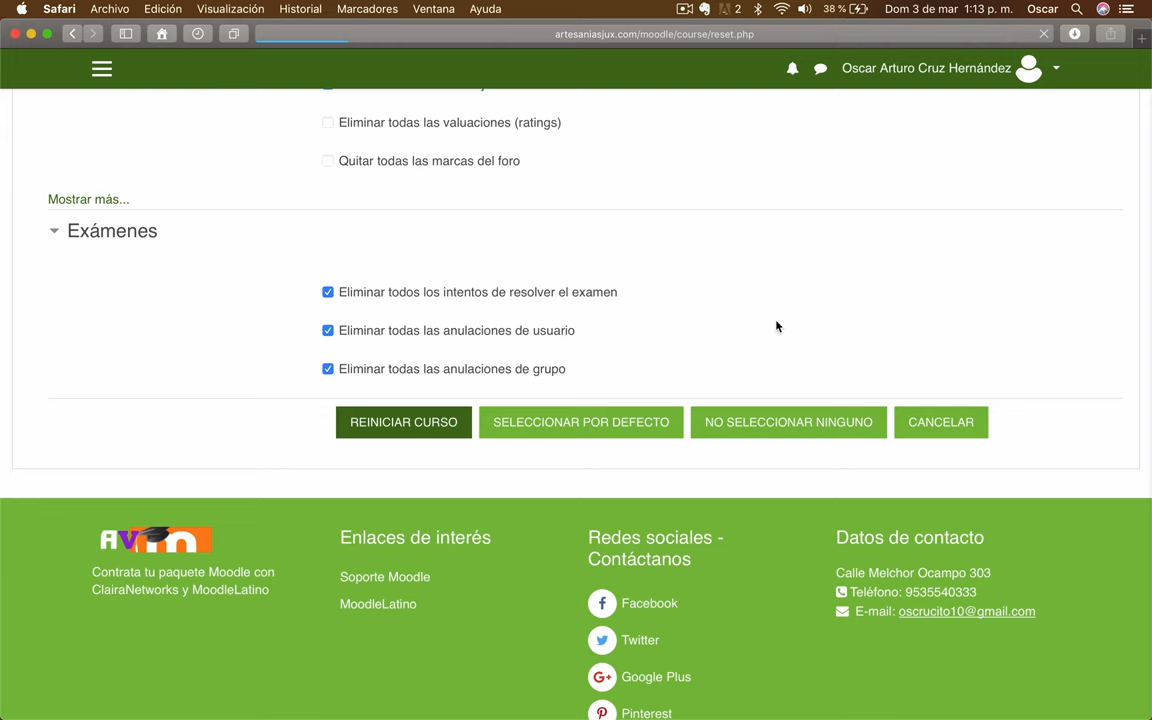 Safari Archivo Edición Visualización Historial Marcadores Ventana Ayuda 2 38 % Dom 3 de mar 1:13 p. m. Oscar
artesaniasjux.com/moodle/course/reset.php
Oscar Arturo Cruz Hernández
Eliminar todas las valuaciones (ratings)
Quitar todas las marcas del foro
Mostrar más...
Exámenes
Eliminar todos los intentos de resolver el examen
Eliminar todas las anulaciones de usuario
Eliminar todas las anulaciones de grupo
REINICIAR CURSO SELECCIONAR POR DEFECTO NO SELECCIONAR NINGUNO CANCELAR
Contrata tu paquete Moodle con
ClairaNetworks y MoodleLatino
Enlaces de interés
Soporte Moodle
MoodleLatino
Redes sociales -
Contáctanos
Facebook
Twitter
G+ Google Plus
Pinterest
Datos de contacto
Calle Melchor Ocampo 303
Teléfono: 9535540333
E-mail: oscrucito10@gmail.com